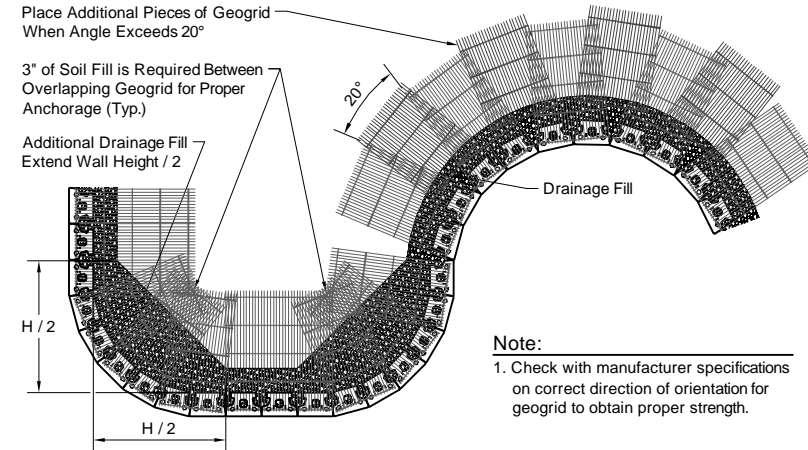 Place Additional Pieces of Geogrid
When Angle Exceeds 20°
3" of Soil Fill is Required Between
Overlapping Geogrid for Proper
Anchorage (Typ.)
Additional Drainage Fill
Extend Wall Height / 2
20°
Drainage Fill
H / 2
H / 2
Note:
1. Check with manufacturer specifications
on correct direction of orientation for
geogrid to obtain proper strength.